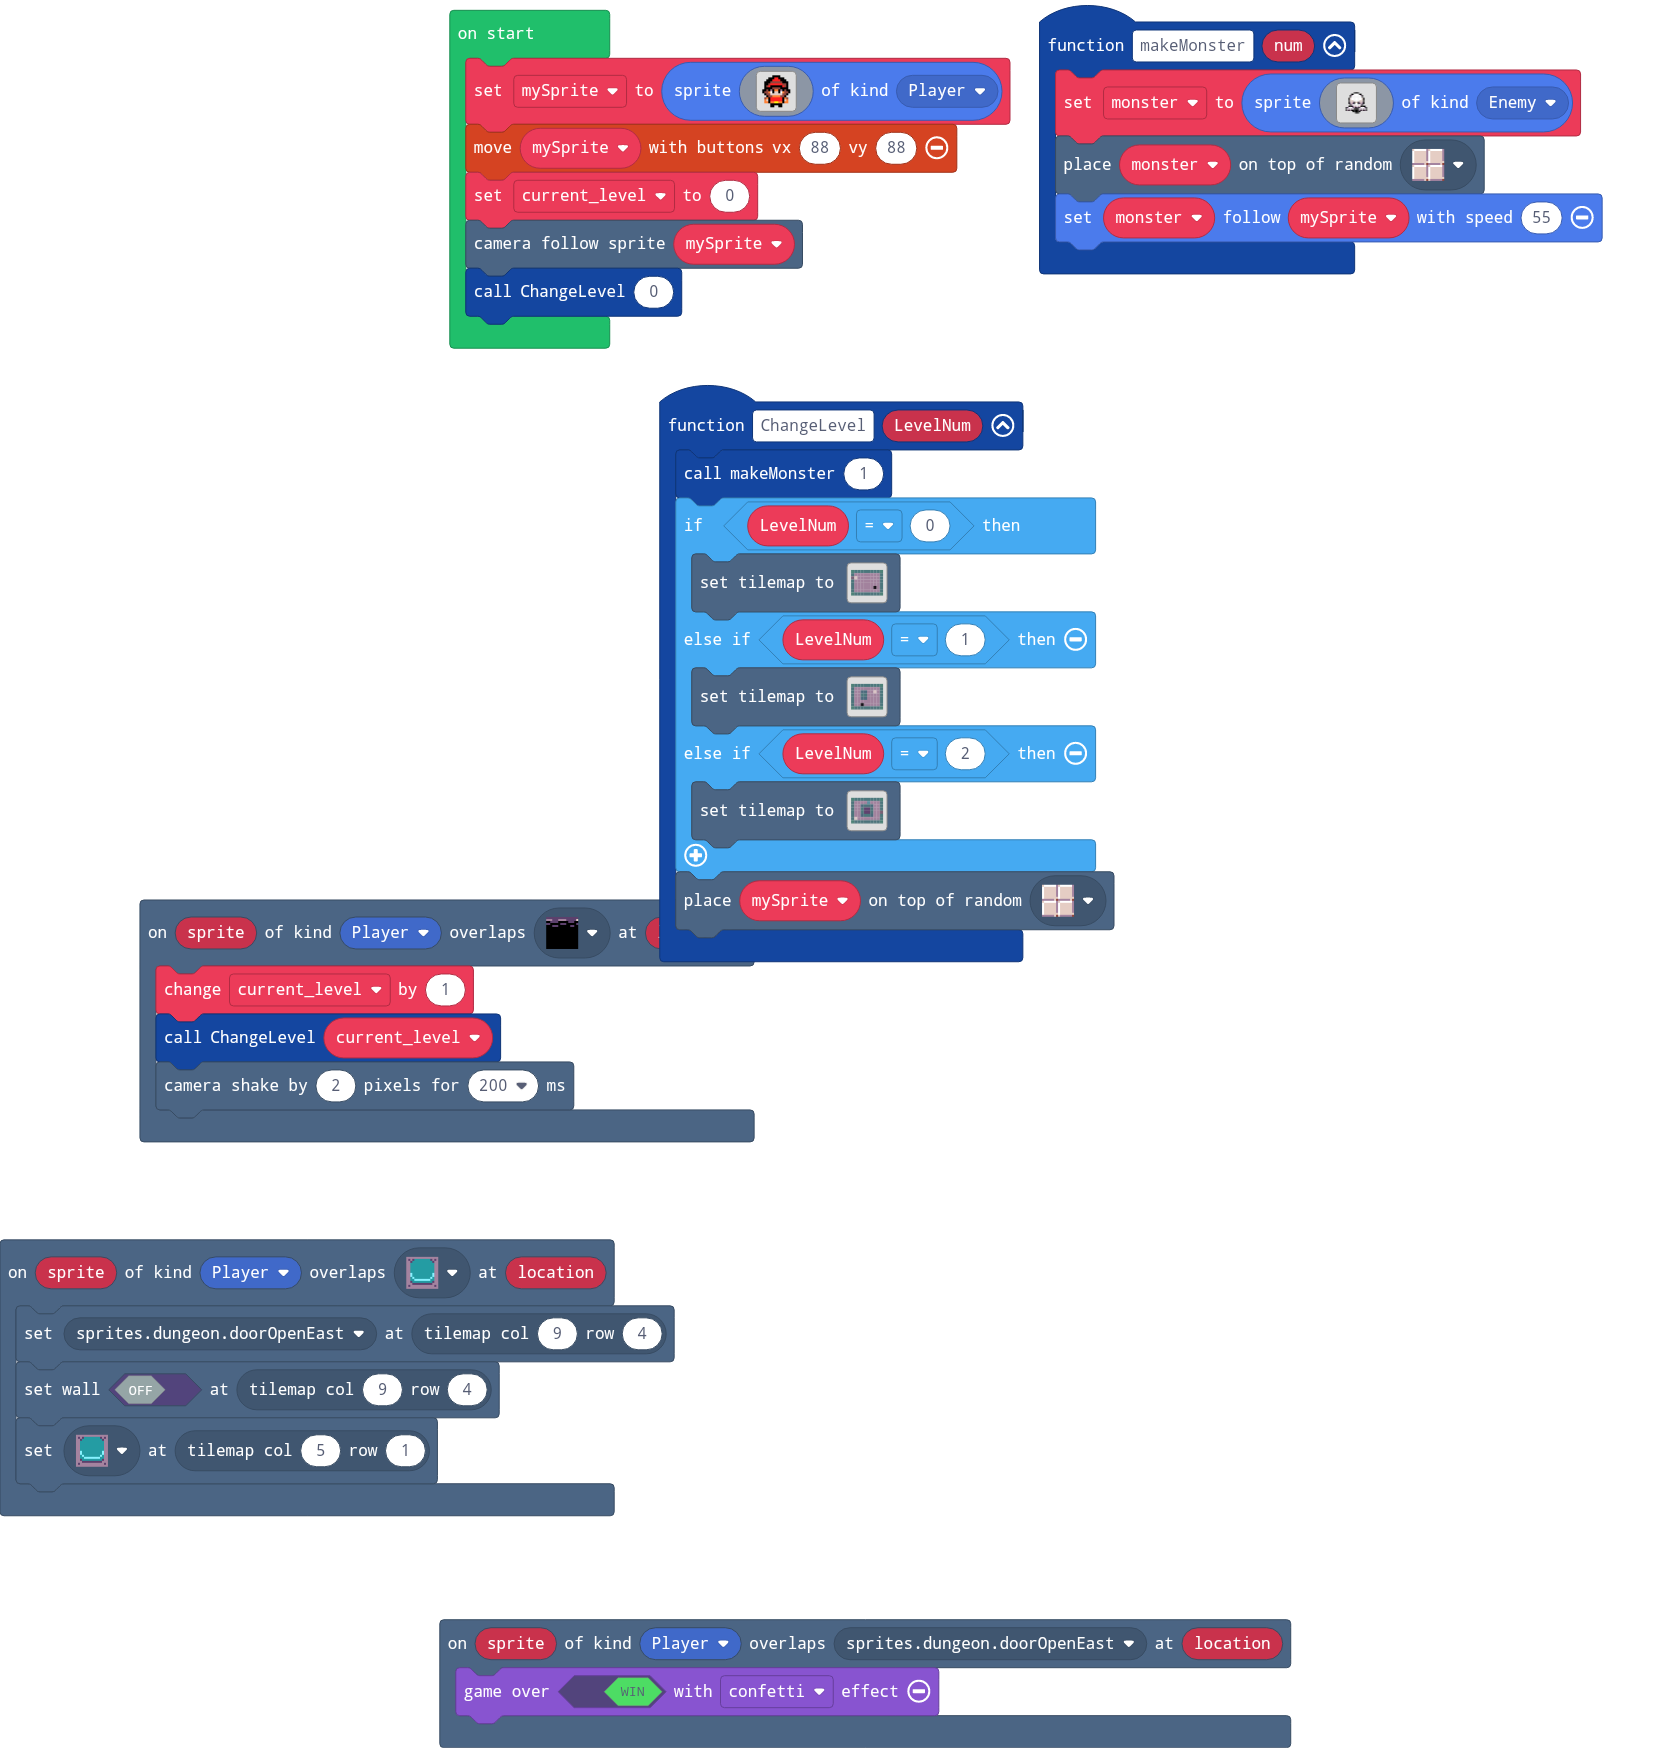 on start
set mySprite to sprite of kind Player
move mySprite with buttons vx 88 vy 88
set current_level to 0
camera follow sprite mySprite
call ChangeLevel 0
function makeMonster num
set monster to sprite of kind Enemy
place monster on top of random
set monster follow mySprite with speed 55
function ChangeLevel LevelNum
call makeMonster 1
if LevelNum = 0 then
set tilemap to
else if LevelNum = 1 then
set tilemap to
else if LevelNum = 2 then
set tilemap to
place mySprite on top of random
on sprite of kind Player overlaps at
change current_level by 1
call ChangeLevel current_level
camera shake by 2 pixels for 200 ms
on sprite of kind Player overlaps at location
set sprites.dungeon.doorOpenEast at tilemap col 9 row 4
set wall OFF at tilemap col 9 row 4
set at tilemap col 5 row 1
on sprite of kind Player overlaps sprites.dungeon.doorOpenEast at location
game over WIN with confetti effect